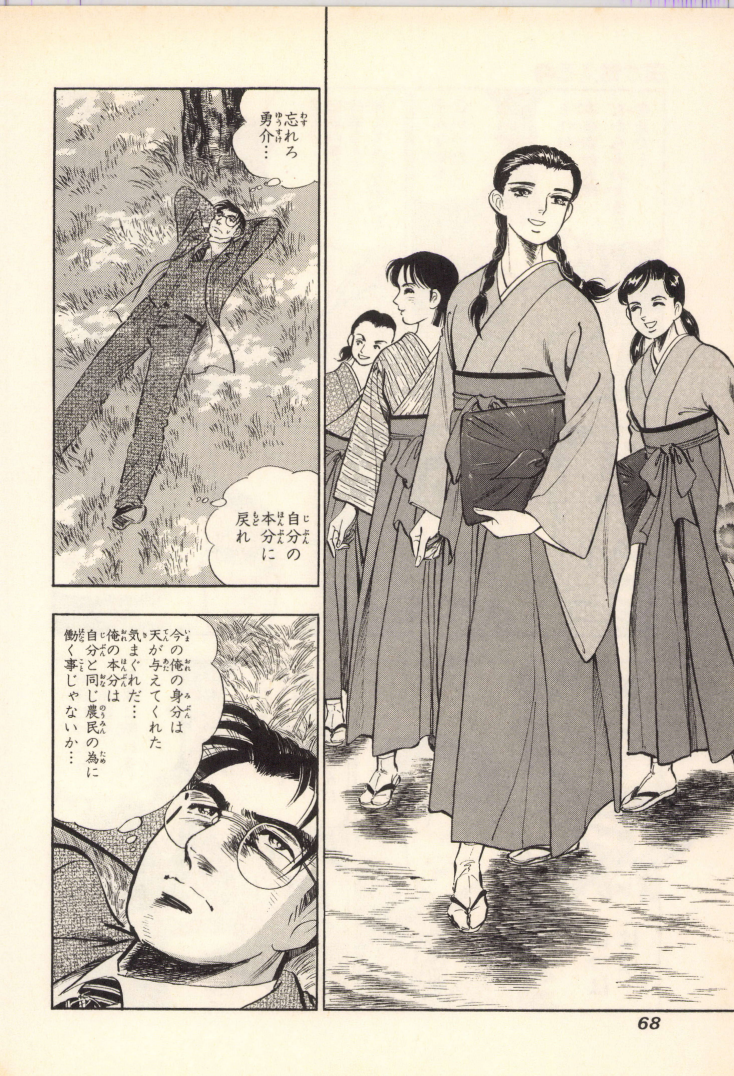 忘れろ
勇介…
自分の
本分に
戻れ
今の俺の身分は
天が与えてくれた
気まぐれだ…
俺の本分は
自分と同じ農民の為に
働く事じゃないか…
68